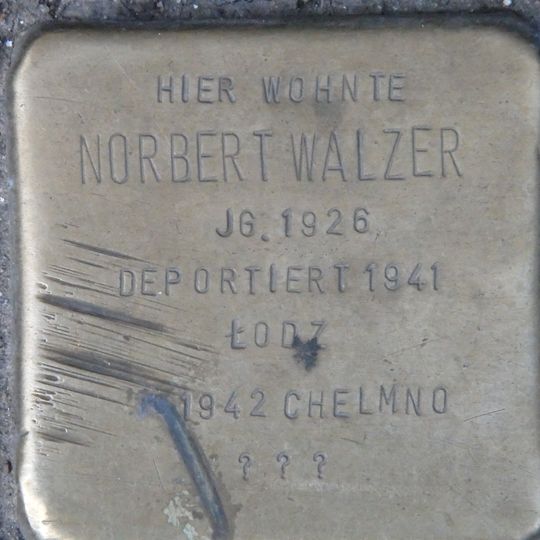 HIER WOHNTE
NORBERT WALZER
JG. 1926
DEPORTIERT 1941
ŁODZ
1942 CHELMNO
? ? ?